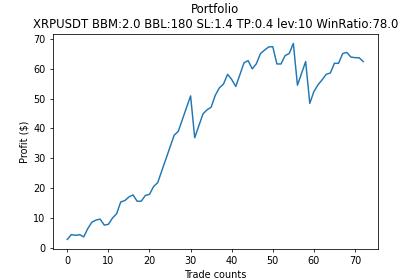 Portfolio
XRPUSDT BBM:2.0 BBL:180 SL:1.4 TP:0.4 lev:10 WinRatio:78.0
70
60
50
40
30
20
10
0
Profit ($)
0 10 20 30 40 50 60 70
Trade counts